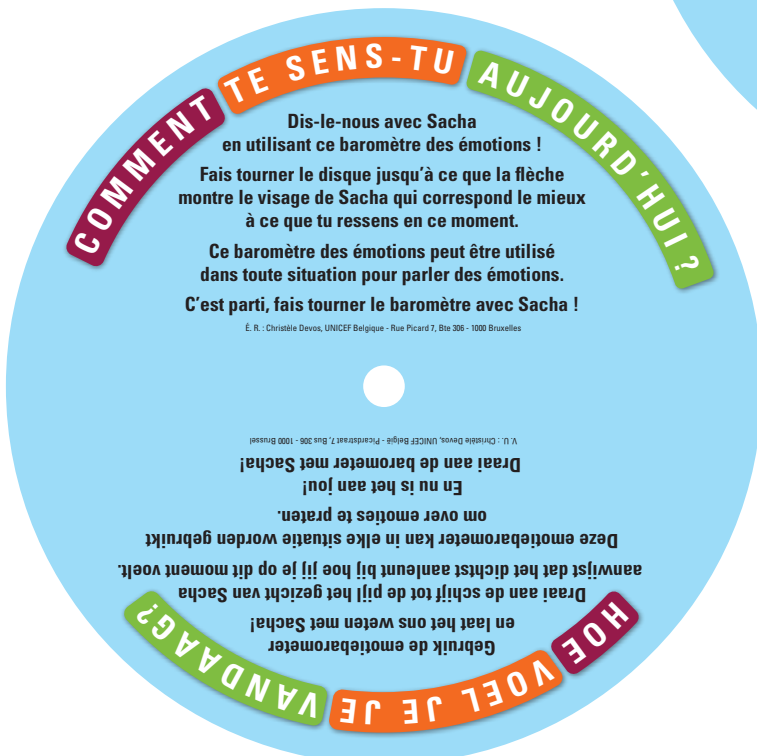 COMMENT TE SENS-TU AUJOURD'HUI ?
Dis-le-nous avec Sacha
en utilisant ce baromètre des émotions !
Fais tourner le disque jusqu'à ce que la flèche
montre le visage de Sacha qui correspond le mieux
à ce que tu ressens en ce moment.
Ce baromètre des émotions peut être utilisé
dans toute situation pour parler des émotions.
C'est parti, fais tourner le baromètre avec Sacha !
É. R. : Christèle Devos, UNICEF Belgique - Rue Picard 7, Bte 306 - 1000 Bruxelles
HOE VOEL JE JE VANDAAG?
Gebruik de emotiebarometer
en laat het ons weten met Sacha!
Draai aan de schijf tot de pijl het gezicht van Sacha
aanwijst dat het dichtst aanleunt bij hoe jij je op dit moment voelt.
Deze emotiebarometer kan in elke situatie worden gebruikt
om over emoties te praten.
En nu is het aan jou!
Draai aan de barometer met Sacha!
V. U. : Christèle Devos, UNICEF België - Picardstraat 7, Bus 306 - 1000 Brussel